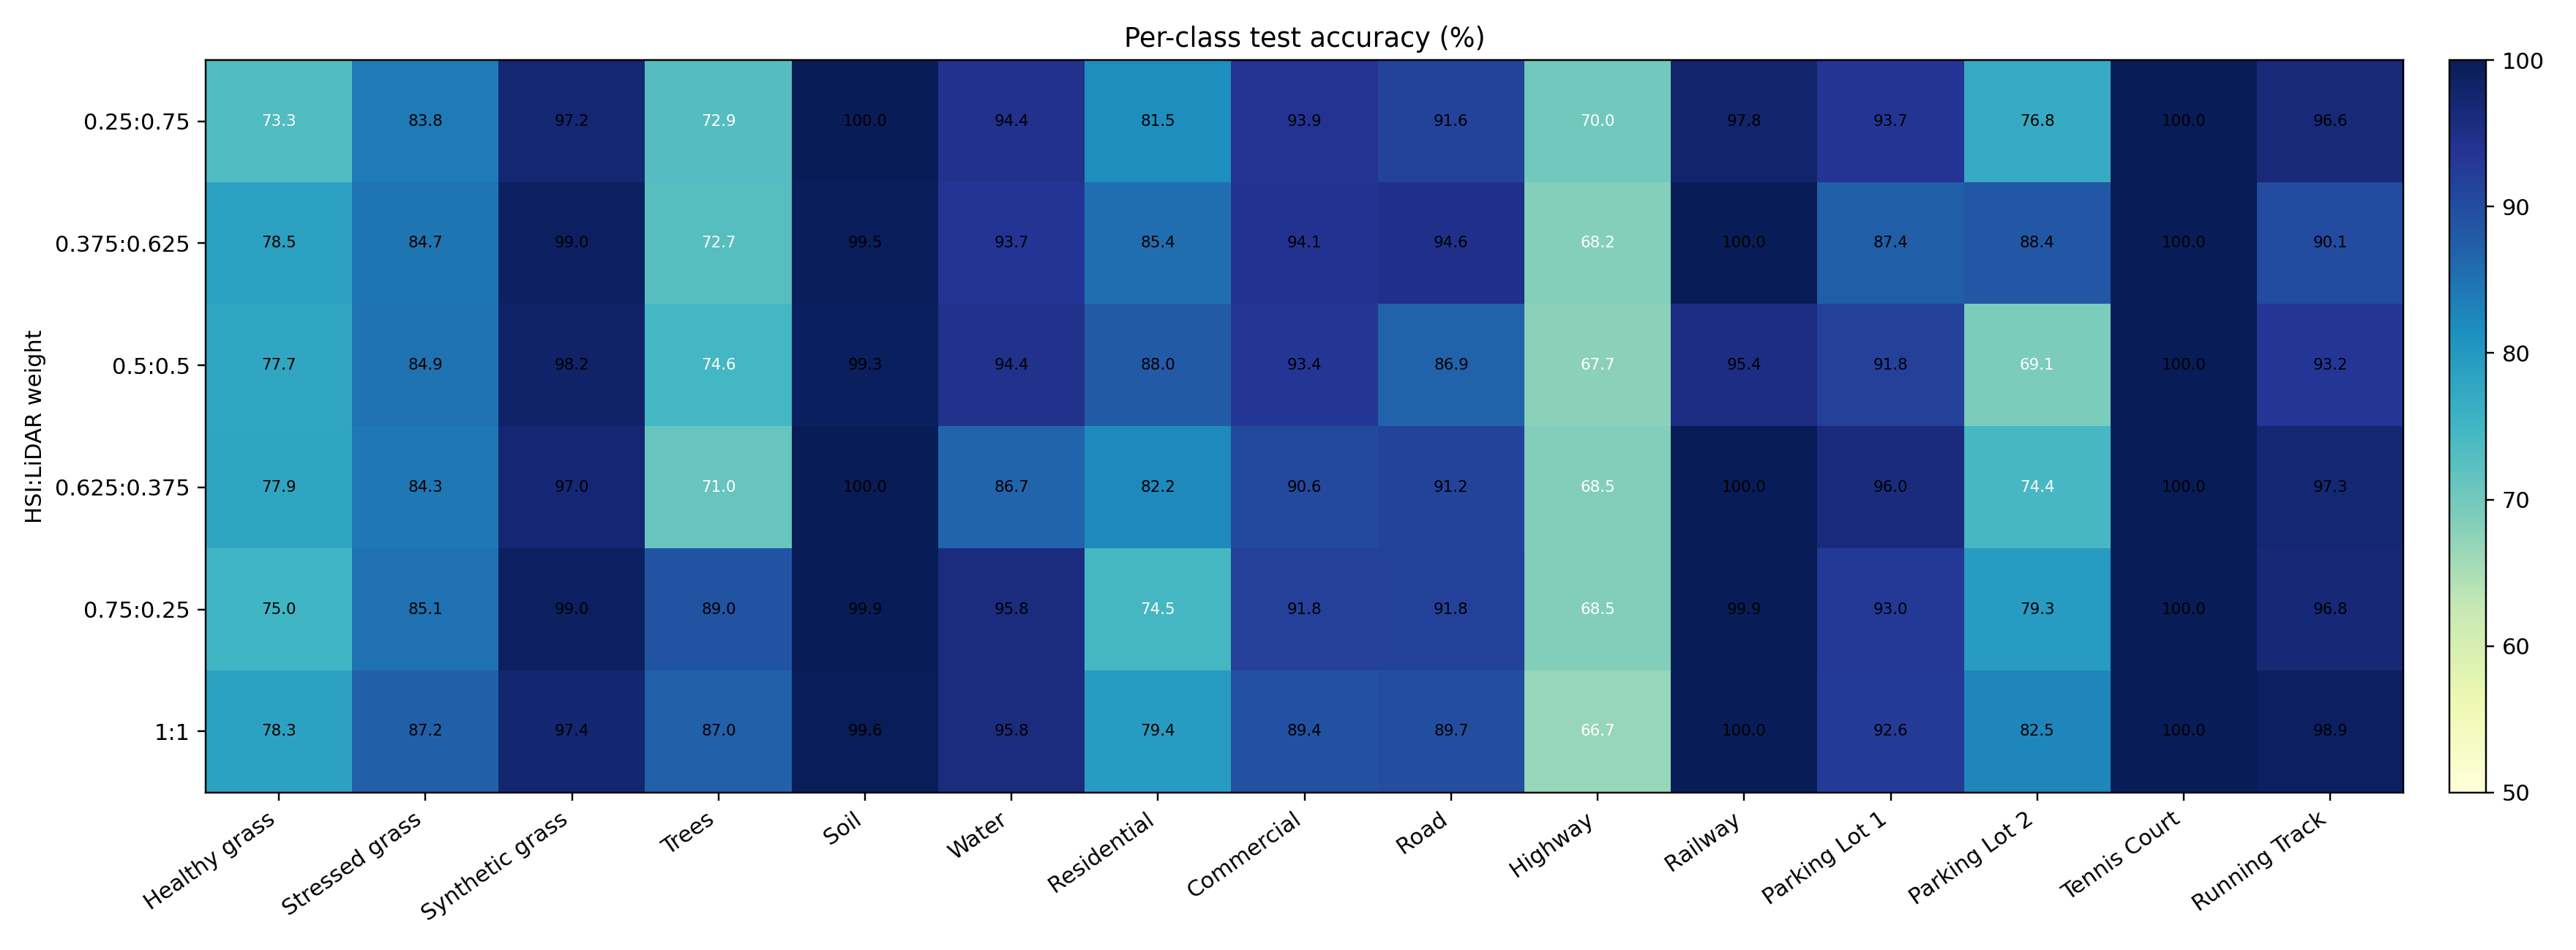 Per-class test accuracy (%)
HSI:LiDAR weight
0.25:0.75 73.3 83.8 97.2 72.9 100.0 94.4 81.5 93.9 91.6 70.0 97.8 93.7 76.8 100.0 96.6
0.375:0.625 78.5 84.7 99.0 72.7 99.5 93.7 85.4 94.1 94.6 68.2 100.0 87.4 88.4 100.0 90.1
0.5:0.5 77.7 84.9 98.2 74.6 99.3 94.4 88.0 93.4 86.9 67.7 95.4 91.8 69.1 100.0 93.2
0.625:0.375 77.9 84.3 97.0 71.0 100.0 86.7 82.2 90.6 91.2 68.5 100.0 96.0 74.4 100.0 97.3
0.75:0.25 75.0 85.1 99.0 89.0 99.9 95.8 74.5 91.8 91.8 68.5 99.9 93.0 79.3 100.0 96.8
1:1 78.3 87.2 97.4 87.0 99.6 95.8 79.4 89.4 89.7 66.7 100.0 92.6 82.5 100.0 98.9
Healthy grass
Stressed grass
Synthetic grass
Trees
Soil
Water
Residential
Commercial
Road
Highway
Railway
Parking Lot 1
Parking Lot 2
Tennis Court
Running Track
100
90
80
70
60
50